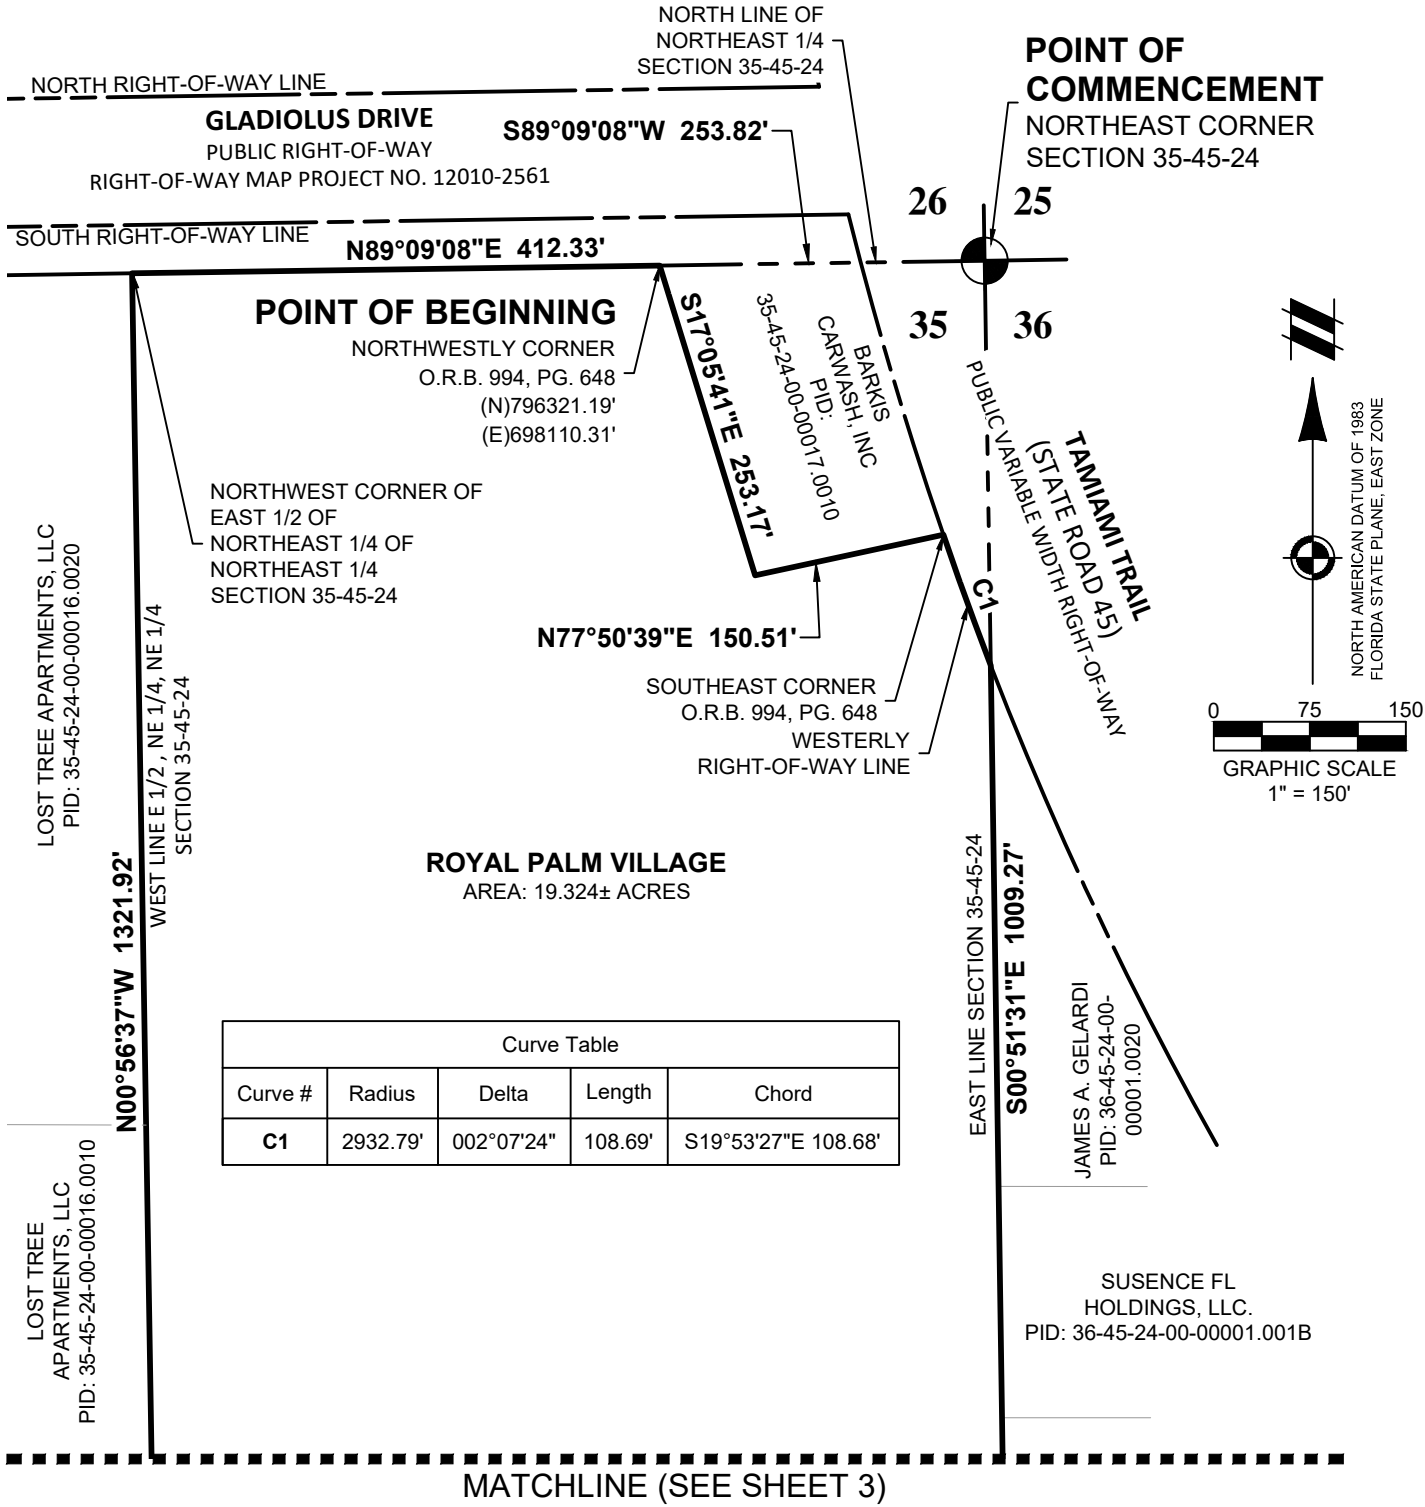 NORTH LINE OF
NORTHEAST 1/4
SECTION 35-45-24
POINT OF
COMMENCEMENT
NORTHEAST CORNER
SECTION 35-45-24
NORTH RIGHT-OF-WAY LINE
GLADIOLUS DRIVE
PUBLIC RIGHT-OF-WAY
RIGHT-OF-WAY MAP PROJECT NO. 12010-2561
S89°09'08"W 253.82'
26 25
35 36
SOUTH RIGHT-OF-WAY LINE
N89°09'08"E 412.33'
POINT OF BEGINNING
NORTHWESTLY CORNER
O.R.B. 994, PG. 648
(N)796321.19'
(E)698110.31'
S17°05'41"E 253.17'
BARKIS
CARWASH, INC
PID:
35-45-24-00-00017.0010
TAMIAMI TRAIL
(STATE ROAD 45)
PUBLIC VARIABLE WIDTH RIGHT-OF-WAY
NORTH AMERICAN DATUM OF 1983
FLORIDA STATE PLANE, EAST ZONE
NORTHWEST CORNER OF
EAST 1/2 OF
NORTHEAST 1/4 OF
NORTHEAST 1/4
SECTION 35-45-24
LOST TREE APARTMENTS, LLC
PID: 35-45-24-00-00016.0020
WEST LINE E 1/2 , NE 1/4, NE 1/4
SECTION 35-45-24
N77°50'39"E 150.51'
C1
SOUTHEAST CORNER
O.R.B. 994, PG. 648
WESTERLY
RIGHT-OF-WAY LINE
0 75 150
GRAPHIC SCALE
1" = 150'
ROYAL PALM VILLAGE
AREA: 19.324± ACRES
N00°56'37"W 1321.92'
EAST LINE SECTION 35-45-24
S00°51'31"E 1009.27'
JAMES A. GELARDI
PID: 36-45-24-00-
00001.0020
Curve Table
Curve # Radius Delta Length Chord
C1 2932.79' 002°07'24" 108.69' S19°53'27"E 108.68'
LOST TREE
APARTMENTS, LLC
PID: 35-45-24-00-00016.0010
SUSENCE FL
HOLDINGS, LLC.
PID: 36-45-24-00-00001.001B
MATCHLINE (SEE SHEET 3)